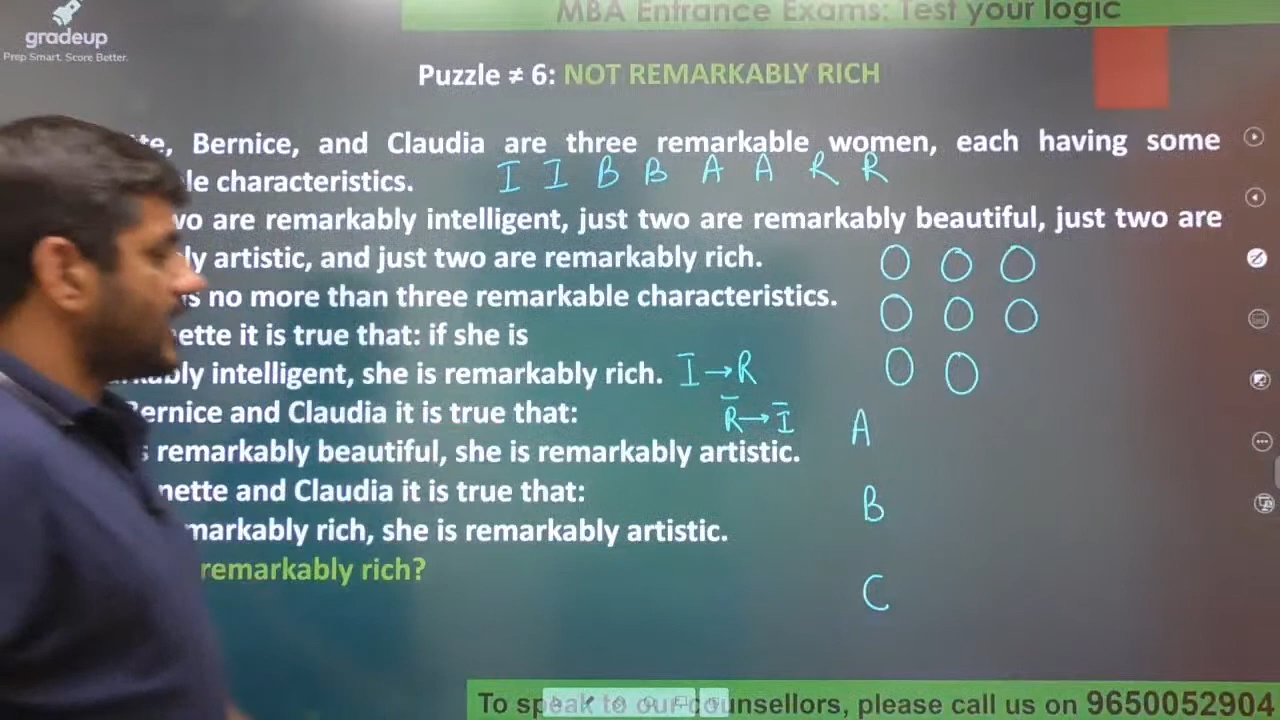 MBA Entrance Exams: Test your logic
gradeup
Prep Smart. Score Better.
Puzzle ≠ 6: NOT REMARKABLY RICH
Bernice, and Claudia are three remarkable women, each having some
characteristics.
I I B B A A R R
are remarkably intelligent, just two are remarkably beautiful, just two are
artistic, and just two are remarkably rich.
O O O
no more than three remarkable characteristics.
O O O
it is true that: if she is
intelligent, she is remarkably rich. I → R
O O
Bernice and Claudia it is true that:
R̄ → Ī
A
remarkably beautiful, she is remarkably artistic.
and Claudia it is true that:
B
rich, she is remarkably artistic.
remarkably rich?
C
To speak to our counsellors, please call us on 9650052904